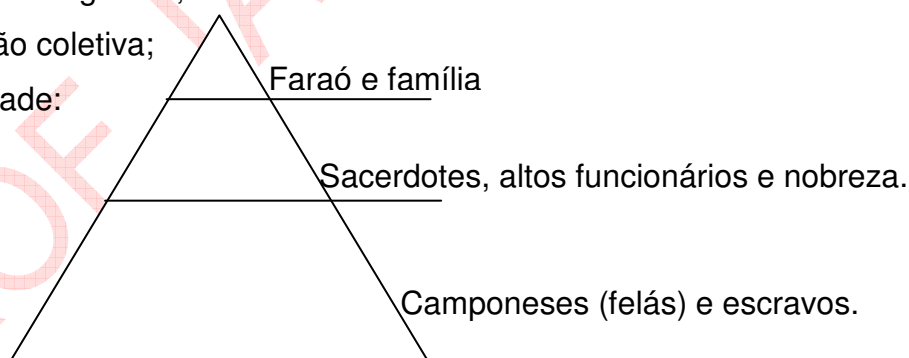 ão coletiva;
Faraó e família
ade:
Sacerdotes, altos funcionários e nobreza.
Camponeses (felás) e escravos.